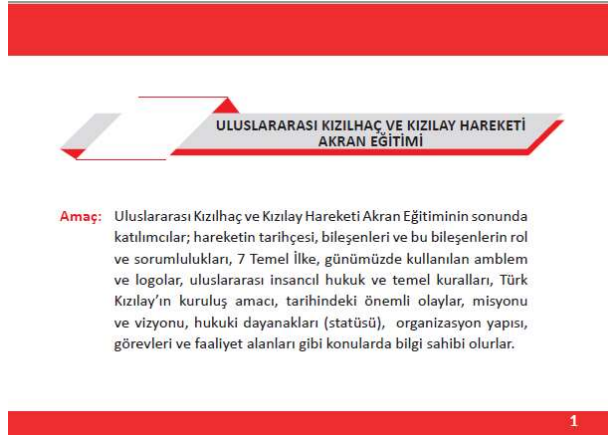 ULUSLARARASI KIZILHAÇ VE KIZILAY HAREKETİ
AKRAN EĞİTİMİ
Amaç: Uluslararası Kızılhaç ve Kızılay Hareketi Akran Eğitiminin sonunda
katılımcılar; hareketin tarihçesi, bileşenleri ve bu bileşenlerin rol
ve sorumlulukları, 7 Temel İlke, günümüzde kullanılan amblem
ve logolar, uluslararası insancıl hukuk ve temel kuralları, Türk
Kızılay’ın kuruluş amacı, tarihindeki önemli olaylar, misyonu
ve vizyonu, hukuki dayanakları (statüsü), organizasyon yapısı,
görevleri ve faaliyet alanları gibi konularda bilgi sahibi olurlar.
1